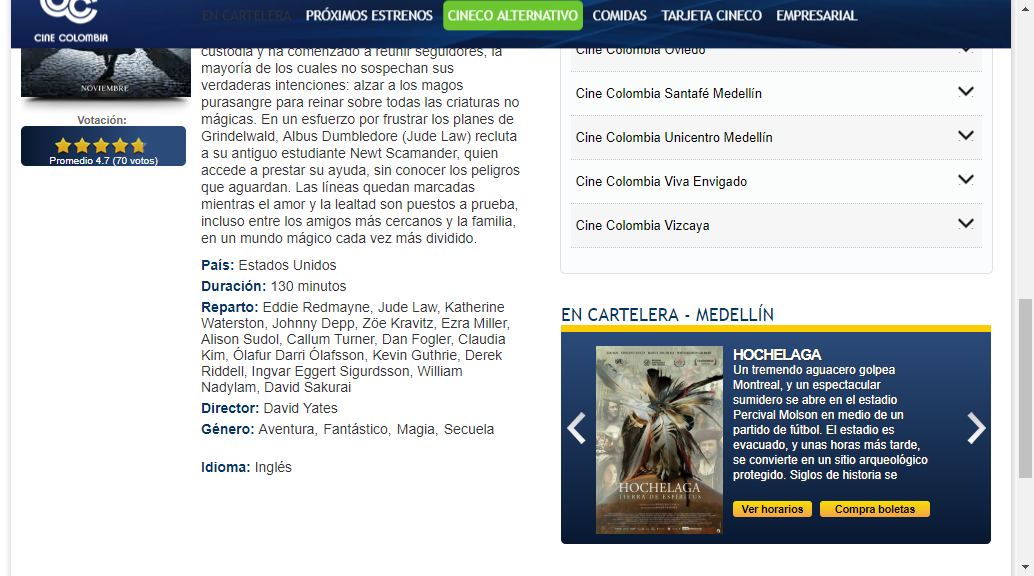 EN CARTELERA PRÓXIMOS ESTRENOS CINECO ALTERNATIVO COMIDAS TARJETA CINECO EMPRESARIAL
CINE COLOMBIA
NOVIEMBRE
Votación:
Promedio 4.7 (70 votos)
custodia y ha comenzado a reunir seguidores, la
mayoría de los cuales no sospechan sus
verdaderas intenciones: alzar a los magos
purasangre para reinar sobre todas las criaturas no
mágicas. En un esfuerzo por frustrar los planes de
Grindelwald, Albus Dumbledore (Jude Law) recluta
a su antiguo estudiante Newt Scamander, quien
accede a prestar su ayuda, sin conocer los peligros
que aguardan. Las líneas quedan marcadas
mientras el amor y la lealtad son puestos a prueba,
incluso entre los amigos más cercanos y la familia,
en un mundo mágico cada vez más dividido.
País: Estados Unidos
Duración: 130 minutos
Reparto: Eddie Redmayne, Jude Law, Katherine
Waterston, Johnny Depp, Zöe Kravitz, Ezra Miller,
Alison Sudol, Callum Turner, Dan Fogler, Claudia
Kim, Ólafur Darri Ólafsson, Kevin Guthrie, Derek
Riddell, Ingvar Eggert Sigurdsson, William
Nadylam, David Sakurai
Director: David Yates
Género: Aventura, Fantástico, Magia, Secuela
Idioma: Inglés
Cine Colombia Oviedo
Cine Colombia Santafé Medellín
Cine Colombia Unicentro Medellín
Cine Colombia Viva Envigado
Cine Colombia Vizcaya
EN CARTELERA - MEDELLÍN
HOCHELAGA
TIERRA DE ESPÍRITUS
HOCHELAGA
Un tremendo aguacero golpea
Montreal, y un espectacular
sumidero se abre en el estadio
Percival Molson en medio de un
partido de fútbol. El estadio es
evacuado, y unas horas más tarde,
se convierte en un sitio arqueológico
protegido. Siglos de historia se
Ver horarios Compra boletas